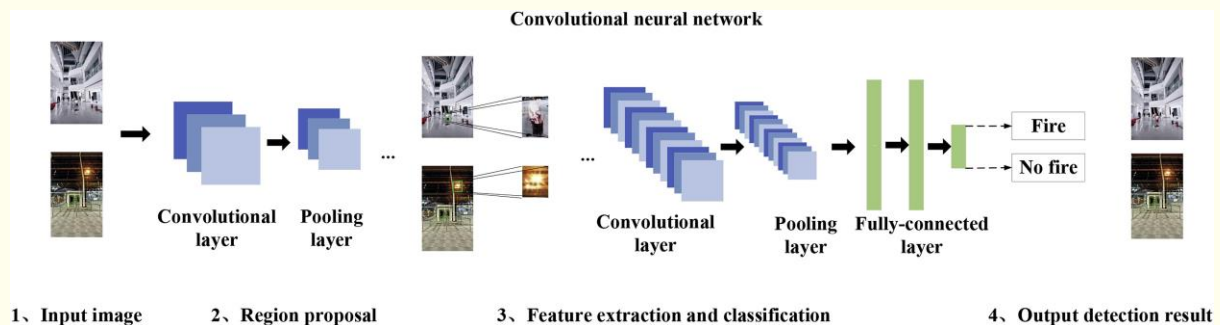 Convolutional neural network
...
...
Fire
No fire
Convolutional
layer
Pooling
layer
Convolutional
layer
Pooling
layer
Fully-connected
layer
1、Input image
2、Region proposal
3、Feature extraction and classification
4、Output detection result